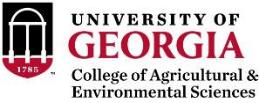 1785
UNIVERSITY OF
GEORGIA
College of Agricultural &
Environmental Sciences